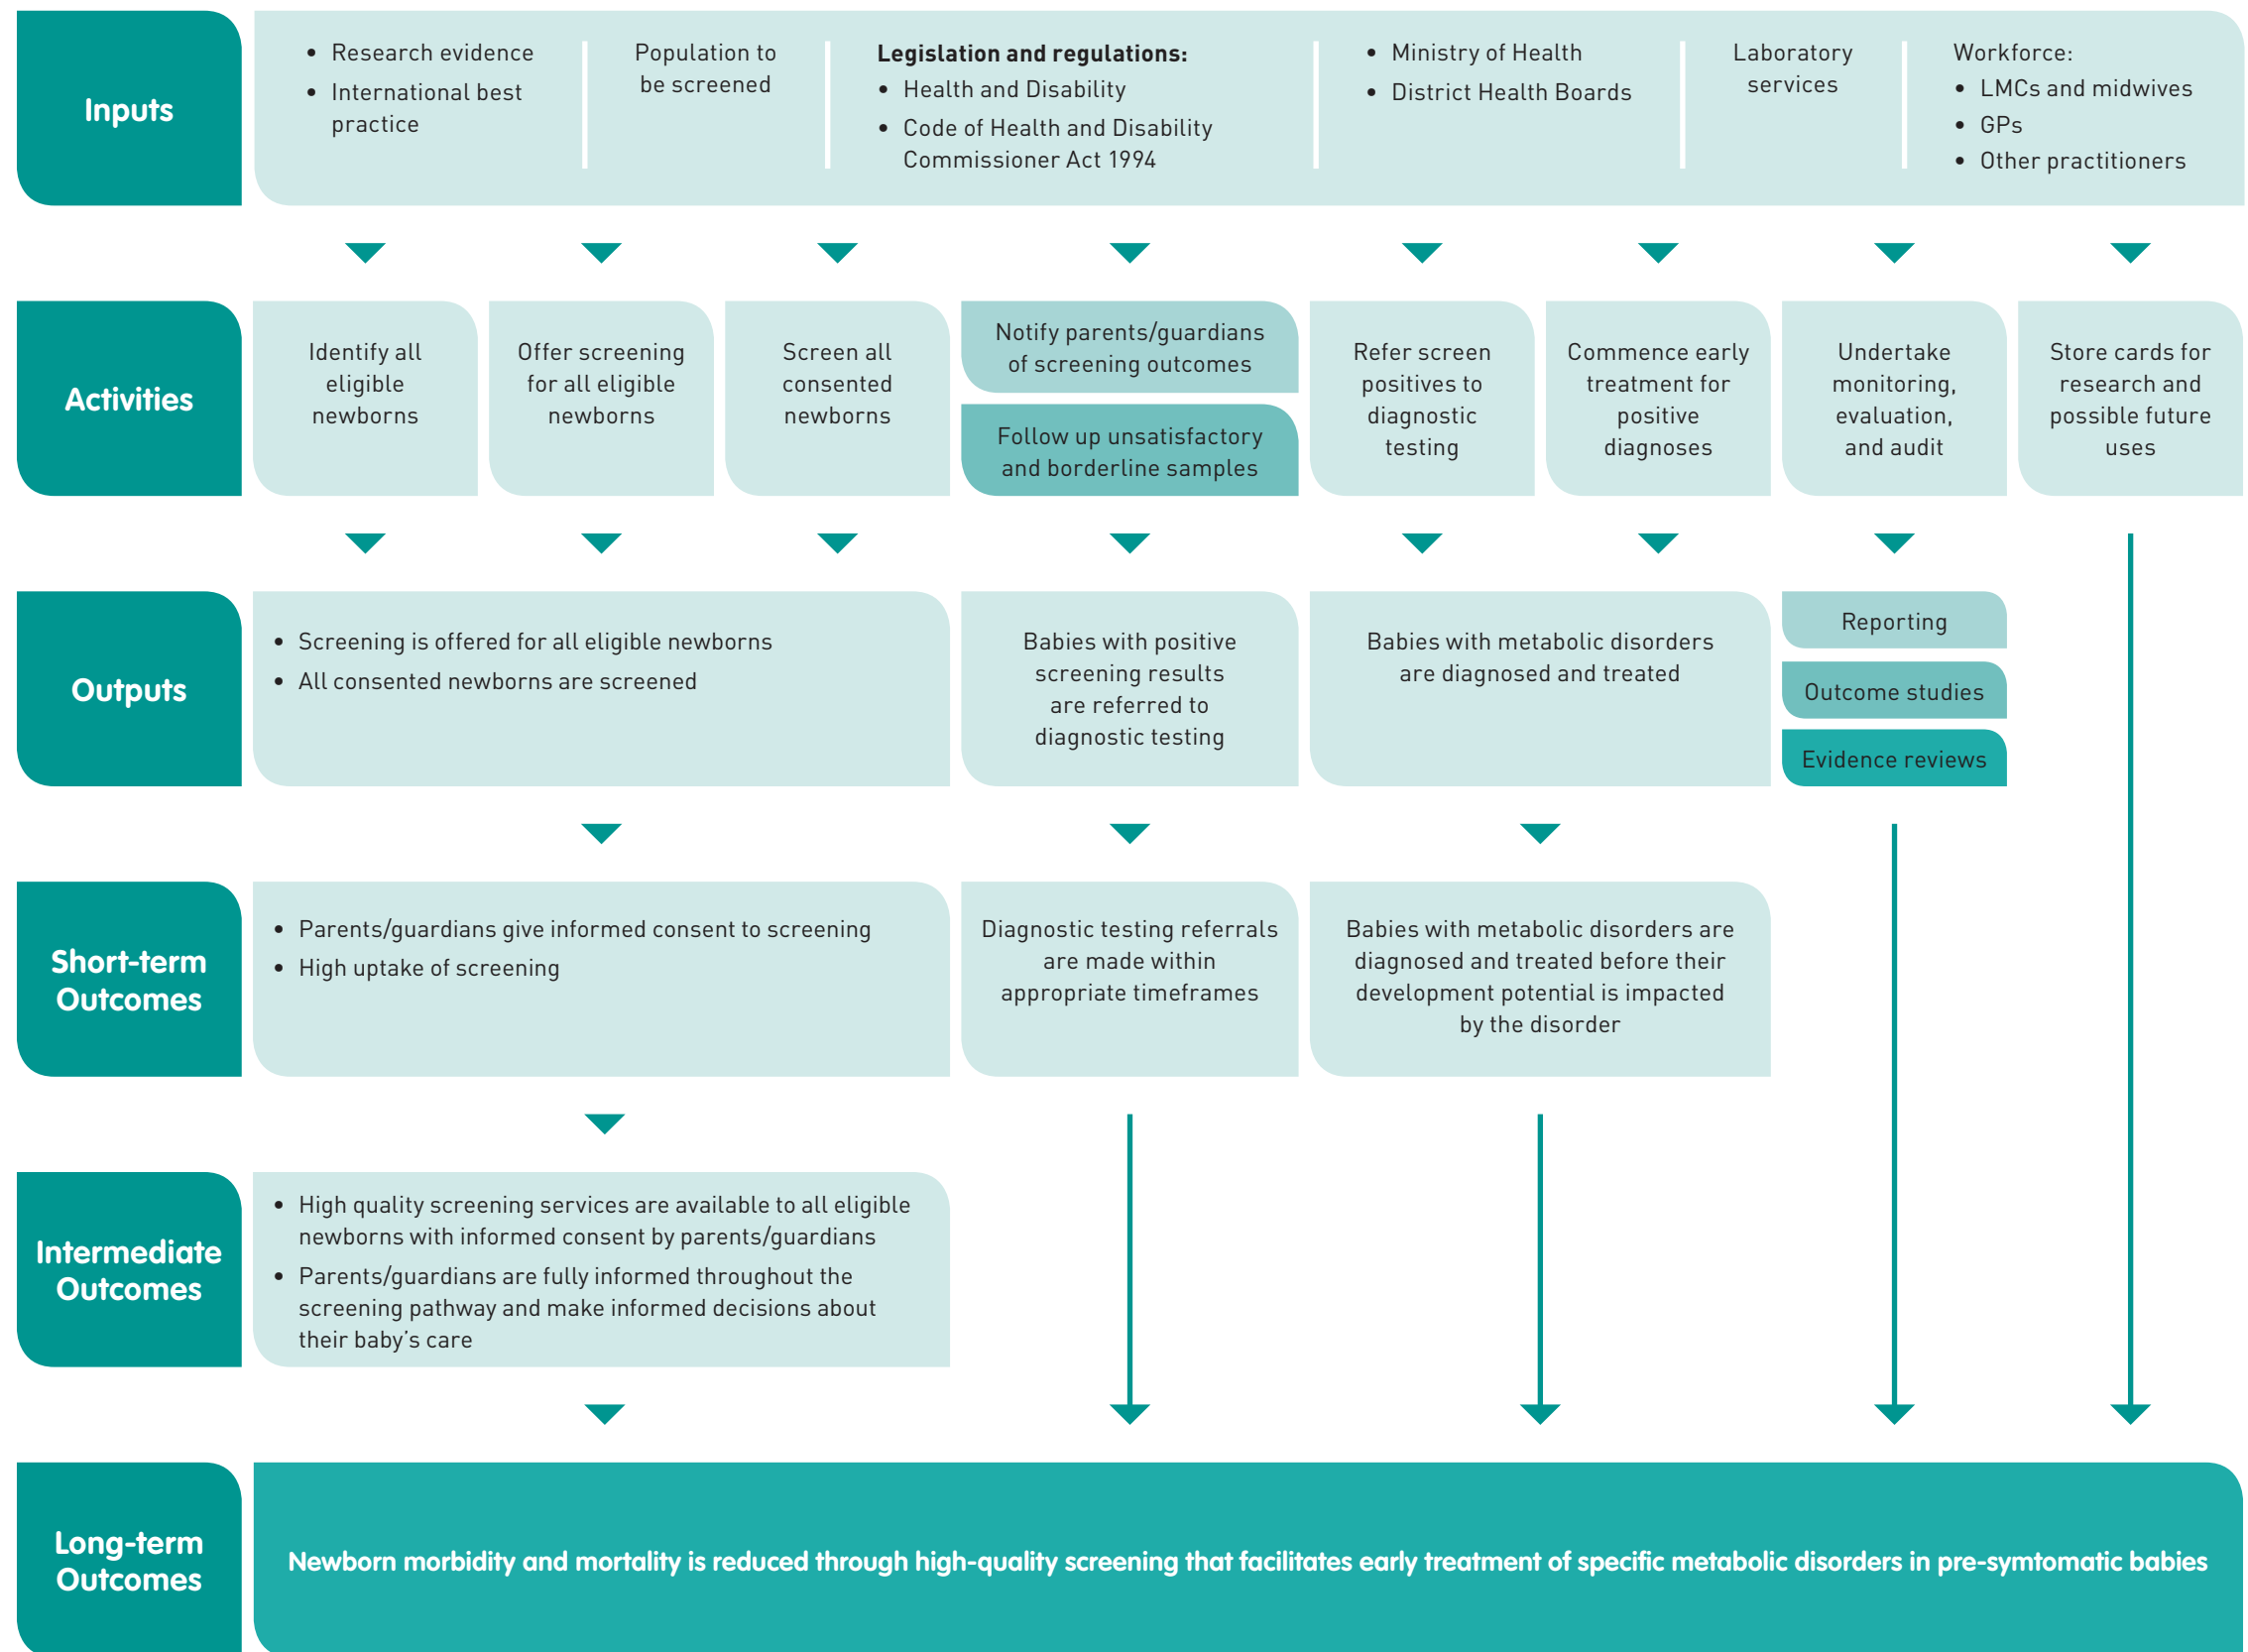 Inputs
• Research evidence
• International best
practice
Population to
be screened
Legislation and regulations:
• Health and Disability
• Code of Health and Disability
Commissioner Act 1994
• Ministry of Health
• District Health Boards
Laboratory
services
Workforce:
• LMCs and midwives
• GPs
• Other practitioners
Activities
Identify all
eligible
newborns
Offer screening
for all eligible
newborns
Screen all
consented
newborns
Notify parents/guardians
of screening outcomes
Follow up unsatisfactory
and borderline samples
Refer screen
positives to
diagnostic
testing
Commence early
treatment for
positive
diagnoses
Undertake
monitoring,
evaluation,
and audit
Store cards for
research and
possible future
uses
Outputs
• Screening is offered for all eligible newborns
• All consented newborns are screened
Babies with positive
screening results
are referred to
diagnostic testing
Babies with metabolic disorders
are diagnosed and treated
Reporting
Outcome studies
Evidence reviews
Short-term
Outcomes
• Parents/guardians give informed consent to screening
• High uptake of screening
Diagnostic testing referrals
are made within
appropriate timeframes
Babies with metabolic disorders are
diagnosed and treated before their
development potential is impacted
by the disorder
Intermediate
Outcomes
• High quality screening services are available to all eligible
newborns with informed consent by parents/guardians
• Parents/guardians are fully informed throughout the
screening pathway and make informed decisions about
their baby’s care
Long-term
Outcomes
Newborn morbidity and mortality is reduced through high-quality screening that facilitates early treatment of specific metabolic disorders in pre-symtomatic babies